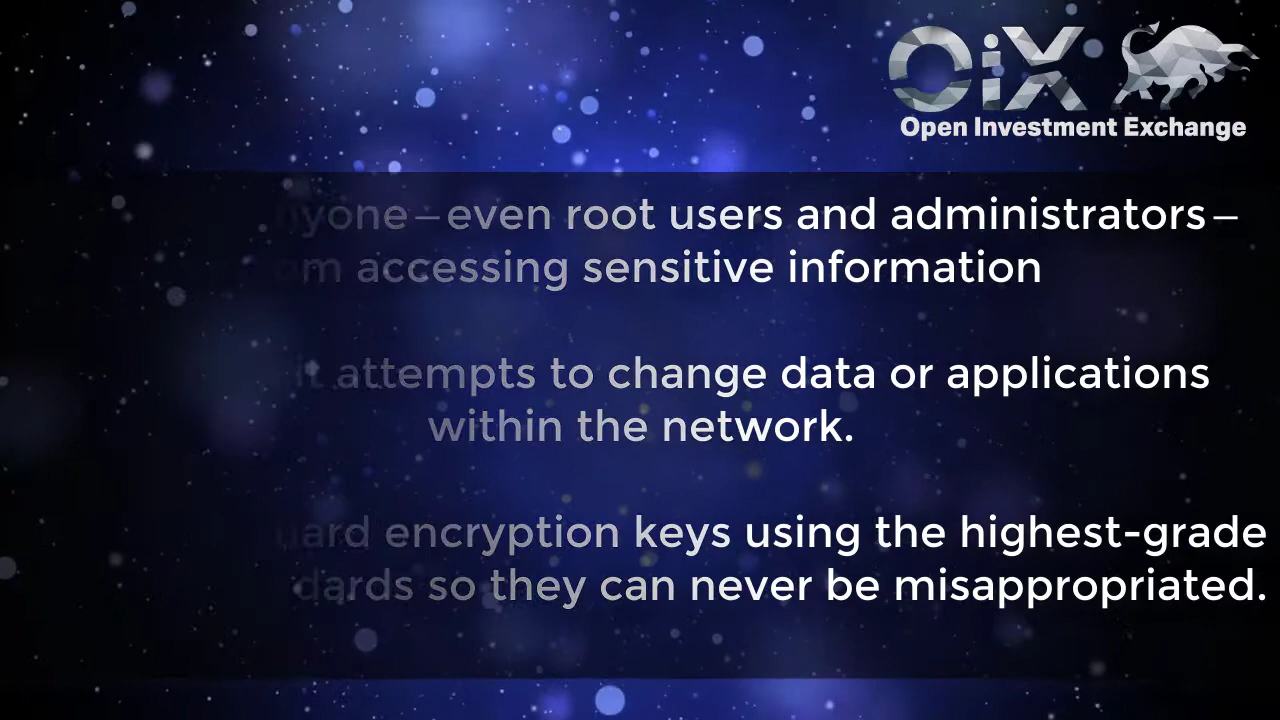 OiX
Open Investment Exchange
even root users and administrators–
accessing sensitive information
attempts to change data or applications
within the network.
encryption keys using the highest-grade
so they can never be misappropriated.